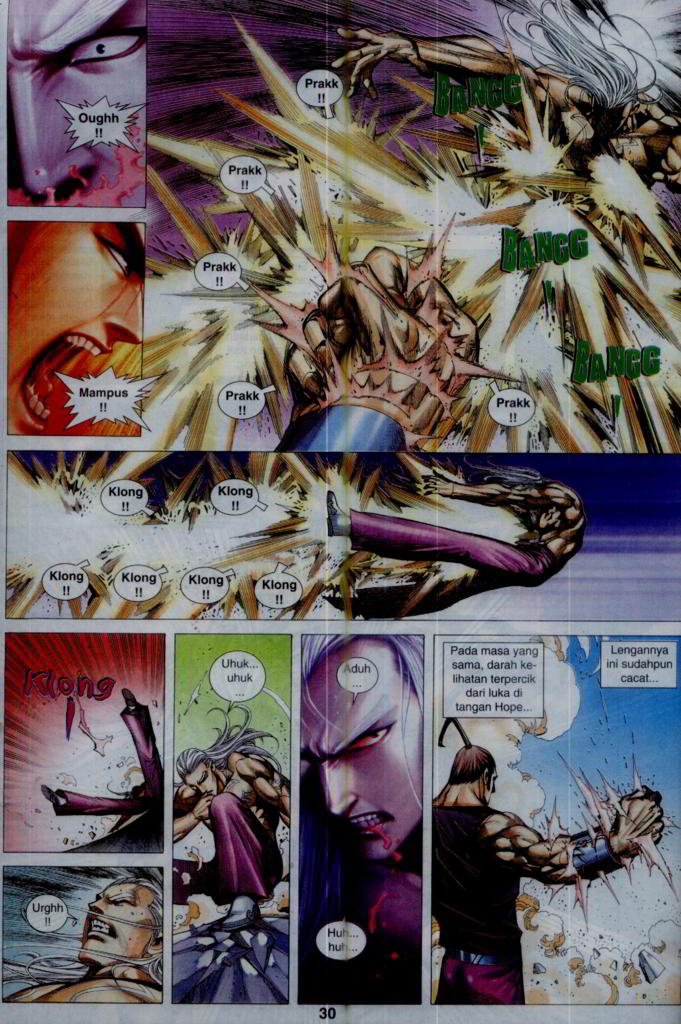 Oughh
!!
Prakk
!!
BANGG
!
Prakk
!!
Prakk
!!
BANGG
!
BANGG
!
Mampus
!!
Prakk
!!
Prakk
!!
Klong
!!
Klong
!!
Klong
!!
Klong
!!
Klong
!!
Klong
!!
Klong
!
Urghh
!!
Uhuk...
uhuk
...
Aduh
...
Huh...
huh...
Pada masa yang
sama, darah ke-
lihatan terpercik
dari luka di
tangan Hope...
Lengannya
ini sudahpun
cacat...
30